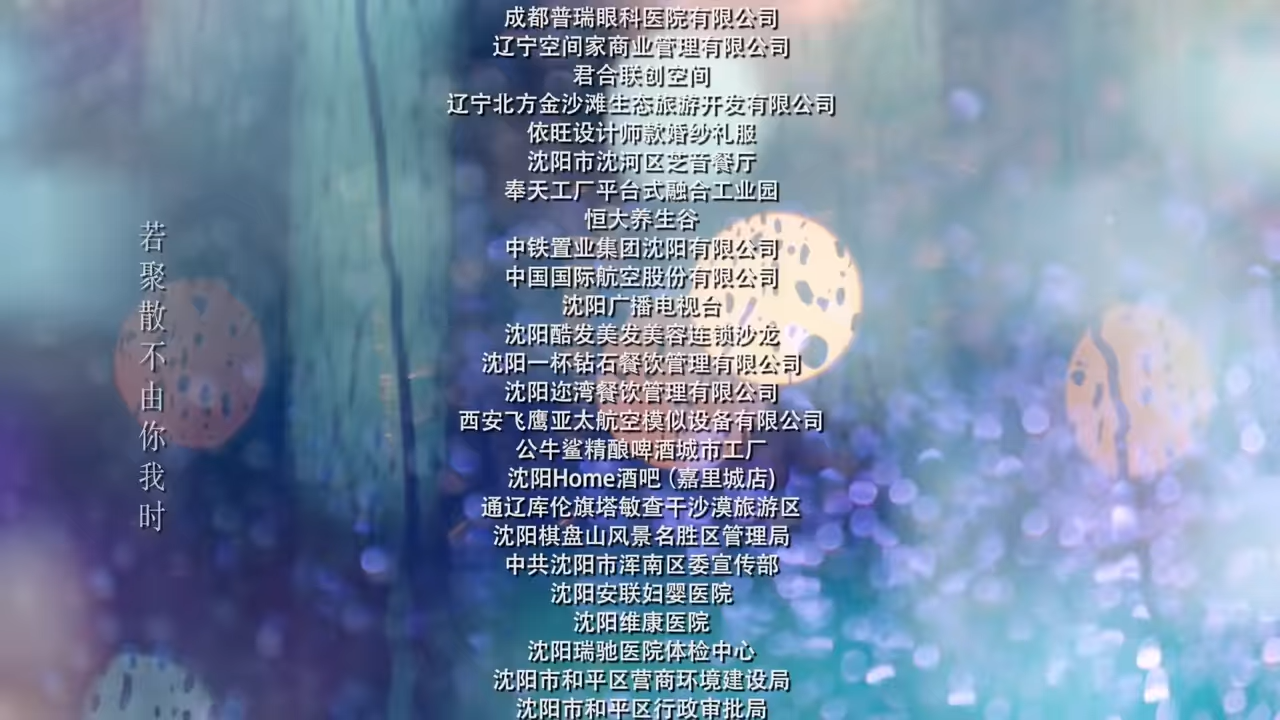 成都普瑞眼科医院有限公司
辽宁空间家商业管理有限公司
君合联创空间
辽宁北方金沙滩生态旅游开发有限公司
依旺设计师款婚纱礼服
沈阳市沈河区芝音餐厅
奉天工厂平台式融合工业园
恒大养生谷
中铁置业集团沈阳有限公司
中国国际航空股份有限公司
沈阳广播电视台
沈阳酷发美发美容连锁沙龙
沈阳一杯钻石餐饮管理有限公司
沈阳迩湾餐饮管理有限公司
西安飞鹰亚太航空模似设备有限公司
公牛鲨精酿啤酒城市工厂
沈阳Home酒吧 (嘉里城店)
通辽库伦旗塔敏查干沙漠旅游区
沈阳棋盘山风景名胜区管理局
中共沈阳市浑南区委宣传部
沈阳安联妇婴医院
沈阳维康医院
沈阳瑞驰医院体检中心
沈阳市和平区营商环境建设局
沈阳市和平区行政审批局
若聚散不由你我时